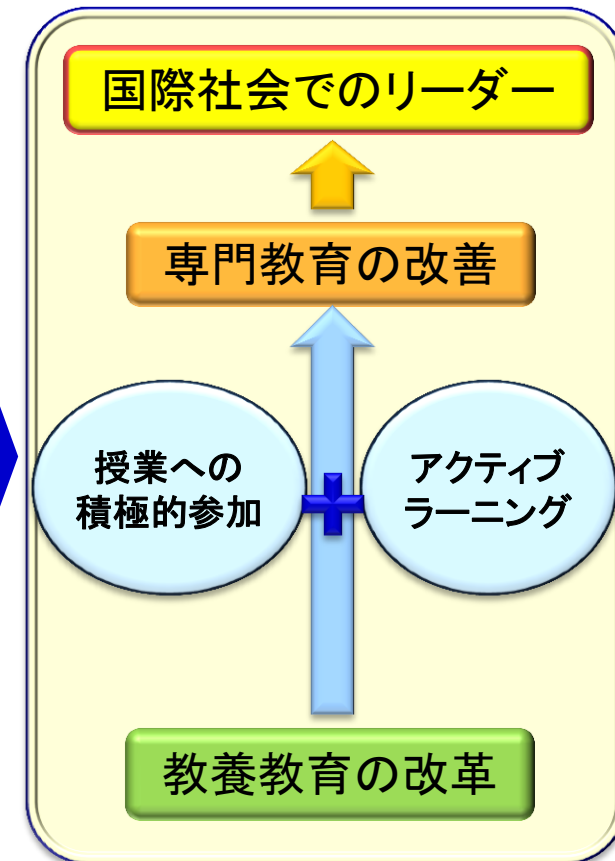 国際社会でのリーダー
専門教育の改善
授業への
積極的参加
アクティブ
ラーニング
教養教育の改革